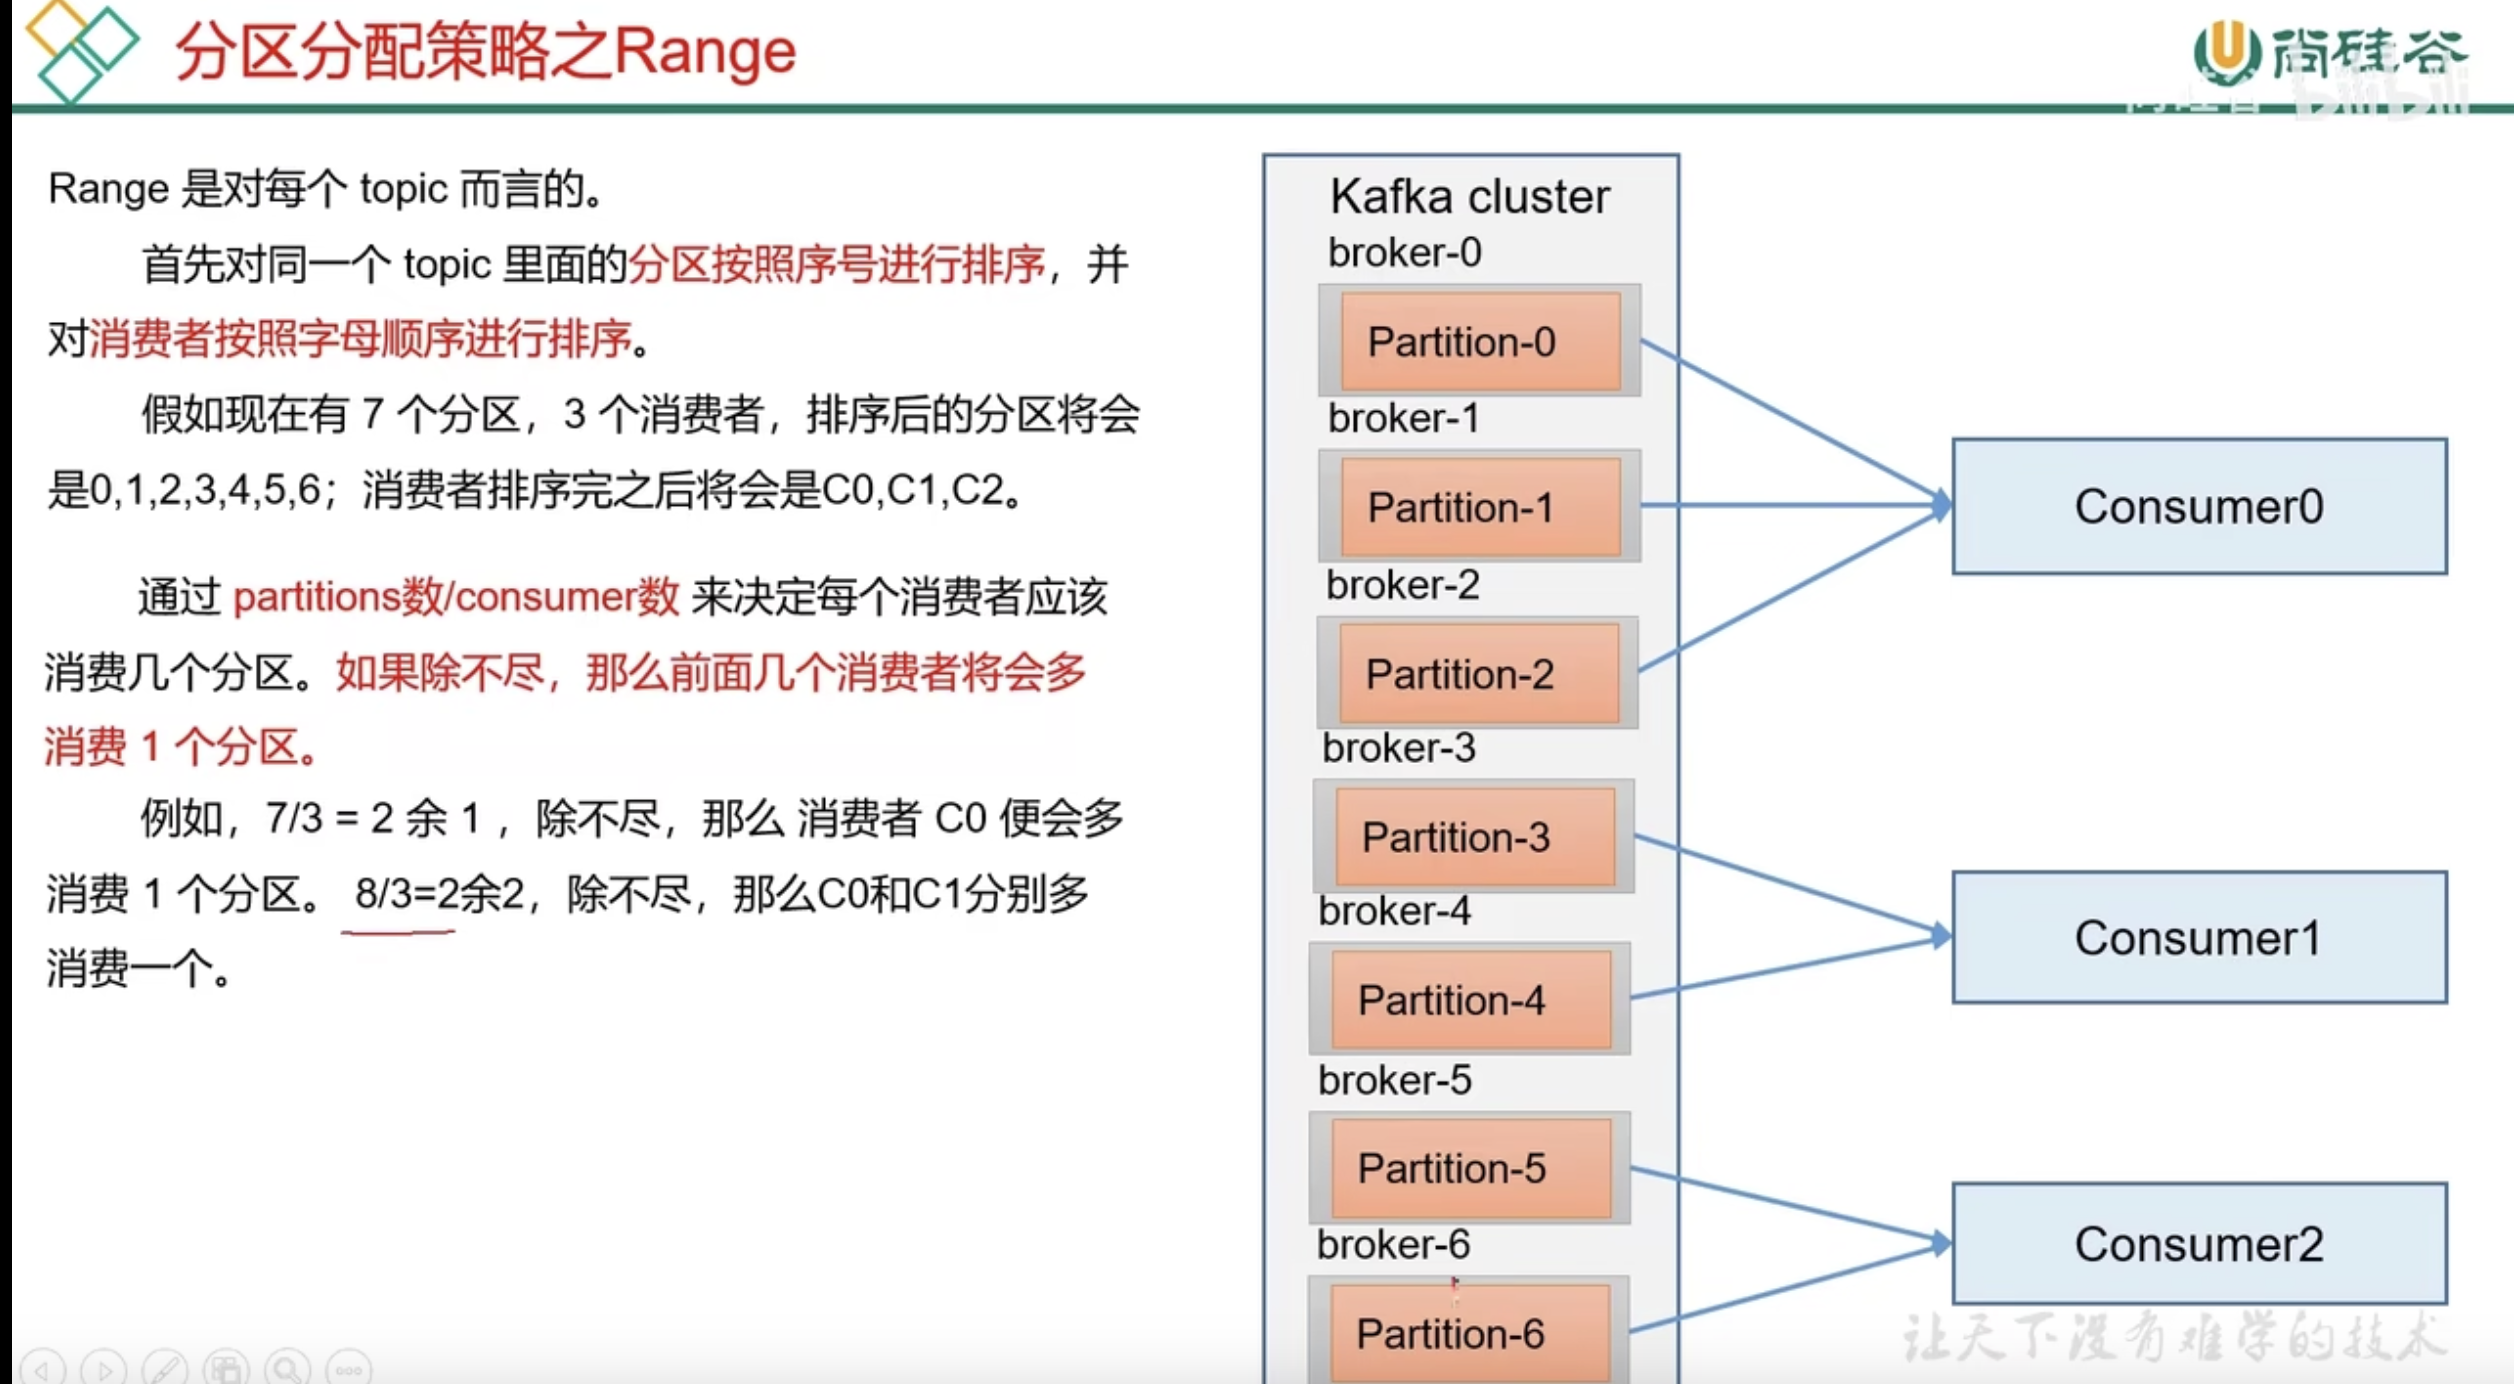 分区分配策略之Range
尚硅谷
Range 是对每个 topic 而言的。
首先对同一个 topic 里面的分区按照序号进行排序，并
对消费者按照字母顺序进行排序。
假如现在有 7 个分区，3 个消费者，排序后的分区将会
是0,1,2,3,4,5,6；消费者排序完之后将会是C0,C1,C2。
通过 partitions数/consumer数 来决定每个消费者应该
消费几个分区。如果除不尽，那么前面几个消费者将会多
消费 1 个分区。
例如，7/3 = 2 余 1 ，除不尽，那么 消费者 C0 便会多
消费 1 个分区。 8/3=2余2，除不尽，那么C0和C1分别多
消费一个。
Kafka cluster
broker-0
Partition-0
broker-1
Partition-1
broker-2
Partition-2
broker-3
Partition-3
broker-4
Partition-4
broker-5
Partition-5
broker-6
Partition-6
Consumer0
Consumer1
Consumer2
让天下没有难学的技术